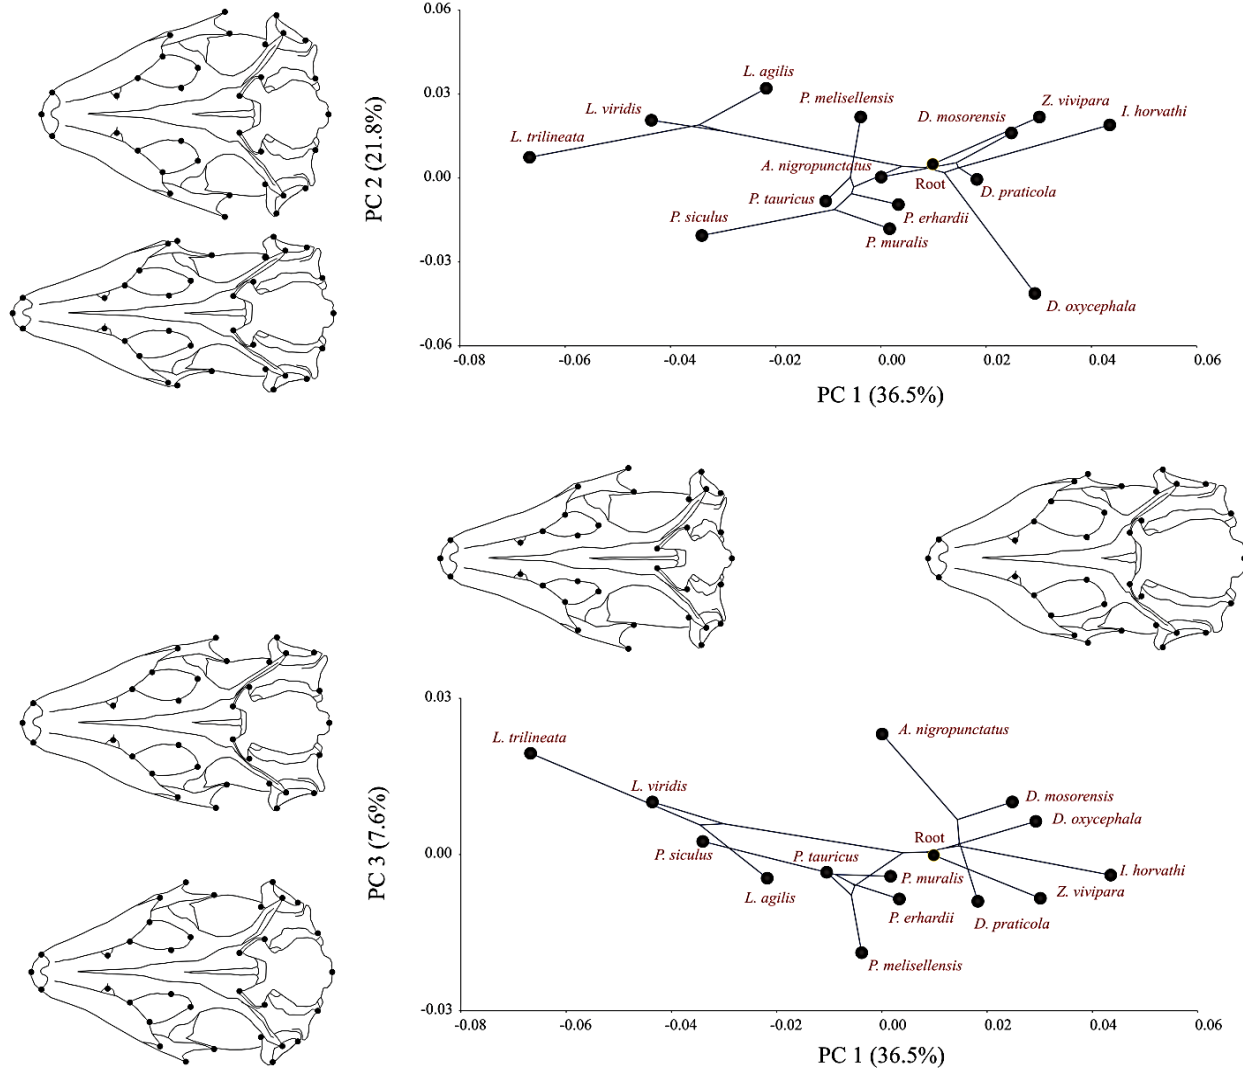 0.06
L. agilis
P. melisellensis
Z. vivipara
L. viridis
D. mosorensis
I. horvathi
0.03
L. trilineata
A. nigropunctatus
PC 2 (21.8%)
0.00
Root
P. tauricus
D. praticola
P. siculus
P. erhardii
P. muralis
-0.03
D. oxycephala
-0.06
-0.08 -0.06 -0.04 -0.02 0.00 0.02 0.04 0.06
PC 1 (36.5%)
0.03
A. nigropunctatus
L. trilineata
L. viridis
D. mosorensis
D. oxycephala
PC 3 (7.6%)
0.00
Root
P. siculus
P. tauricus
I. horvathi
P. muralis
L. agilis
Z. vivipara
P. erhardii
D. praticola
P. melisellensis
-0.03
-0.08 -0.06 -0.04 -0.02 0.00 0.02 0.04 0.06
PC 1 (36.5%)